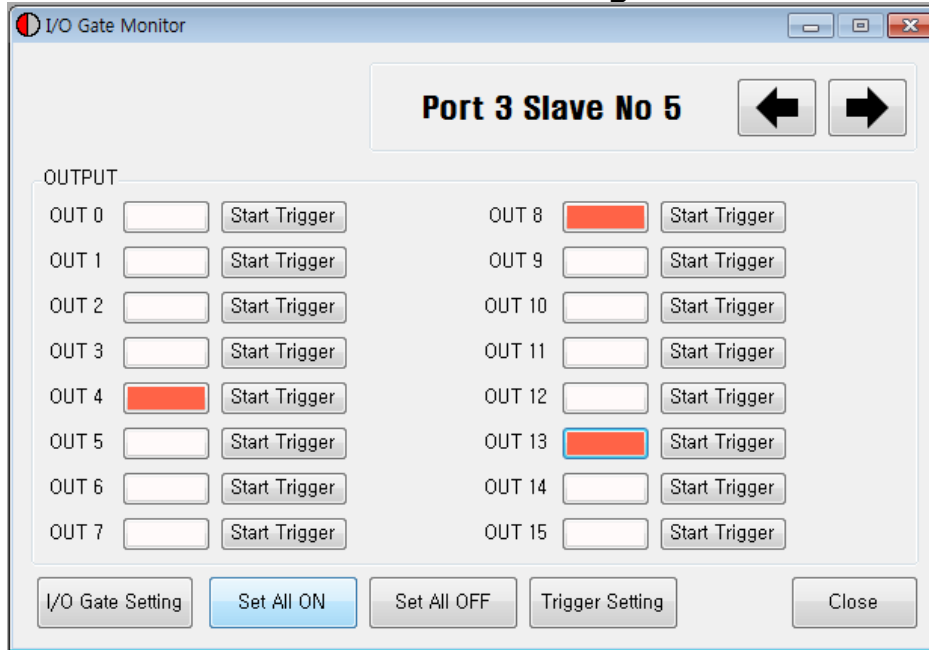 I/O Gate Monitor
Port 3 Slave No 5
OUTPUT
OUT 0 Start Trigger OUT 8 Start Trigger
OUT 1 Start Trigger OUT 9 Start Trigger
OUT 2 Start Trigger OUT 10 Start Trigger
OUT 3 Start Trigger OUT 11 Start Trigger
OUT 4 Start Trigger OUT 12 Start Trigger
OUT 5 Start Trigger OUT 13 Start Trigger
OUT 6 Start Trigger OUT 14 Start Trigger
OUT 7 Start Trigger OUT 15 Start Trigger
I/O Gate Setting Set All ON Set All OFF Trigger Setting Close